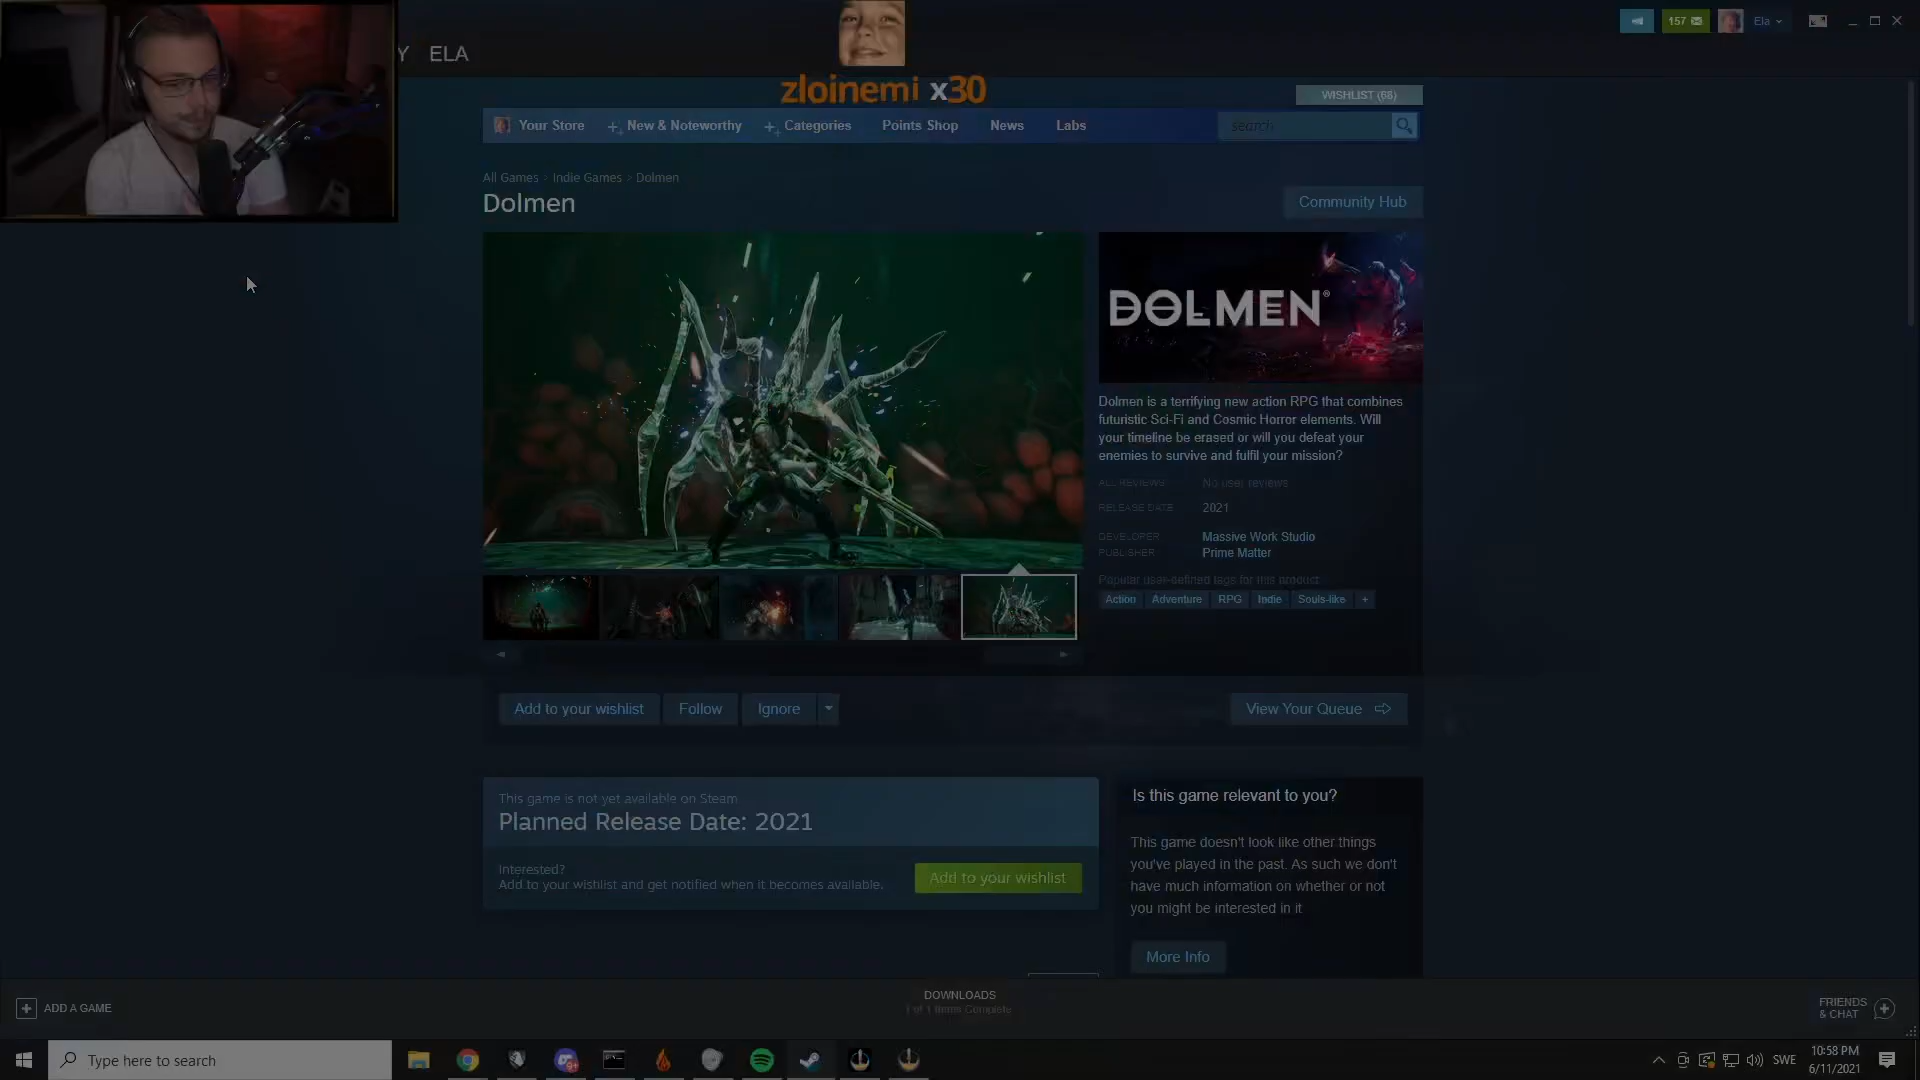 Y ELA
157
Ela
zloinemi x30
WISHLIST (68)
Your Store
New & Noteworthy
Categories
Points Shop
News
Labs
search
All Games > Indie Games > Dolmen
Dolmen
Community Hub
DOLMEN®
Dolmen is a terrifying new action RPG that combines
futuristic Sci-Fi and Cosmic Horror elements. Will
your timeline be erased or will you defeat your
enemies to survive and fulfil your mission?
ALL REVIEWS: No user reviews
RELEASE DATE: 2021
DEVELOPER: Massive Work Studio
PUBLISHER: Prime Matter
Popular user-defined tags for this product:
Action
Adventure
RPG
Indie
Souls-like
+
Add to your wishlist
Follow
Ignore
View Your Queue
This game is not yet available on Steam
Planned Release Date: 2021
Interested?
Add to your wishlist and get notified when it becomes available.
Add to your wishlist
Is this game relevant to you?
This game doesn't look like other things
you've played in the past. As such we don't
have much information on whether or not
you might be interested in it
More Info
ADD A GAME
DOWNLOADS
1 of 1 Items Complete
FRIENDS
& CHAT
Type here to search
9+
SWE
10:58 PM
6/11/2021